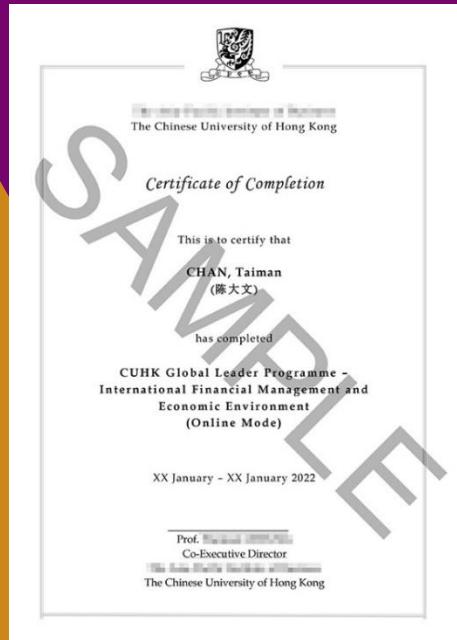 The Chinese University of Hong Kong
Certificate of Completion
This is to certify that
CHAN, Taiman
(陳大文)
has completed
CUHK Global Leader Programme –
International Financial Management and
Economic Environment
(Online Mode)
XX January – XX January 2022
Prof.
Co-Executive Director
The Chinese University of Hong Kong
SAMPLE